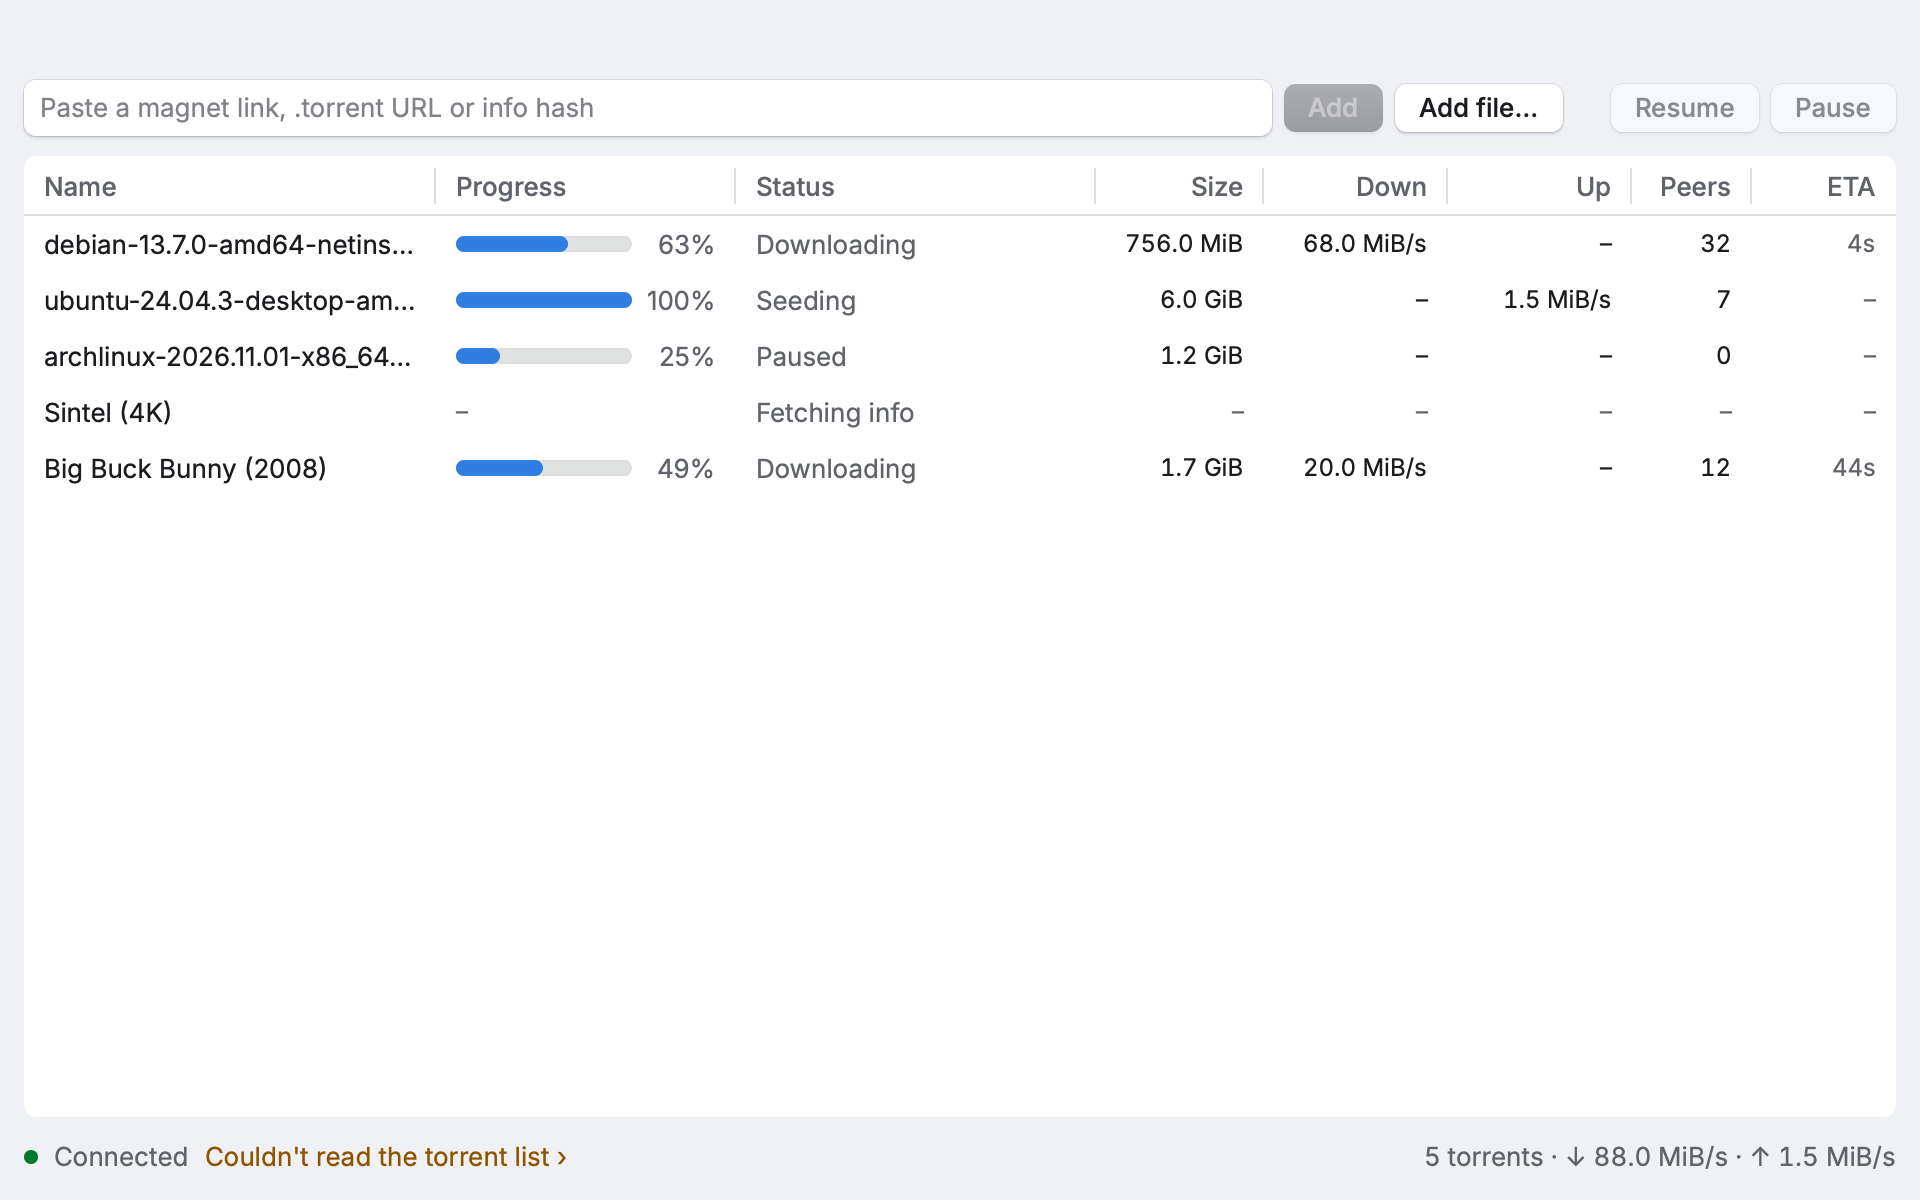 Paste a magnet link, .torrent URL or info hash Add Add file... Resume Pause
Name Progress Status Size Down Up Peers ETA
debian-13.7.0-amd64-netins... 63% Downloading 756.0 MiB 68.0 MiB/s – 32 4s
ubuntu-24.04.3-desktop-am... 100% Seeding 6.0 GiB – 1.5 MiB/s 7 –
archlinux-2026.11.01-x86_64... 25% Paused 1.2 GiB – – 0 –
Sintel (4K) – Fetching info – – – – –
Big Buck Bunny (2008) 49% Downloading 1.7 GiB 20.0 MiB/s – 12 44s
Connected Couldn't read the torrent list › 5 torrents · ↓ 88.0 MiB/s · ↑ 1.5 MiB/s